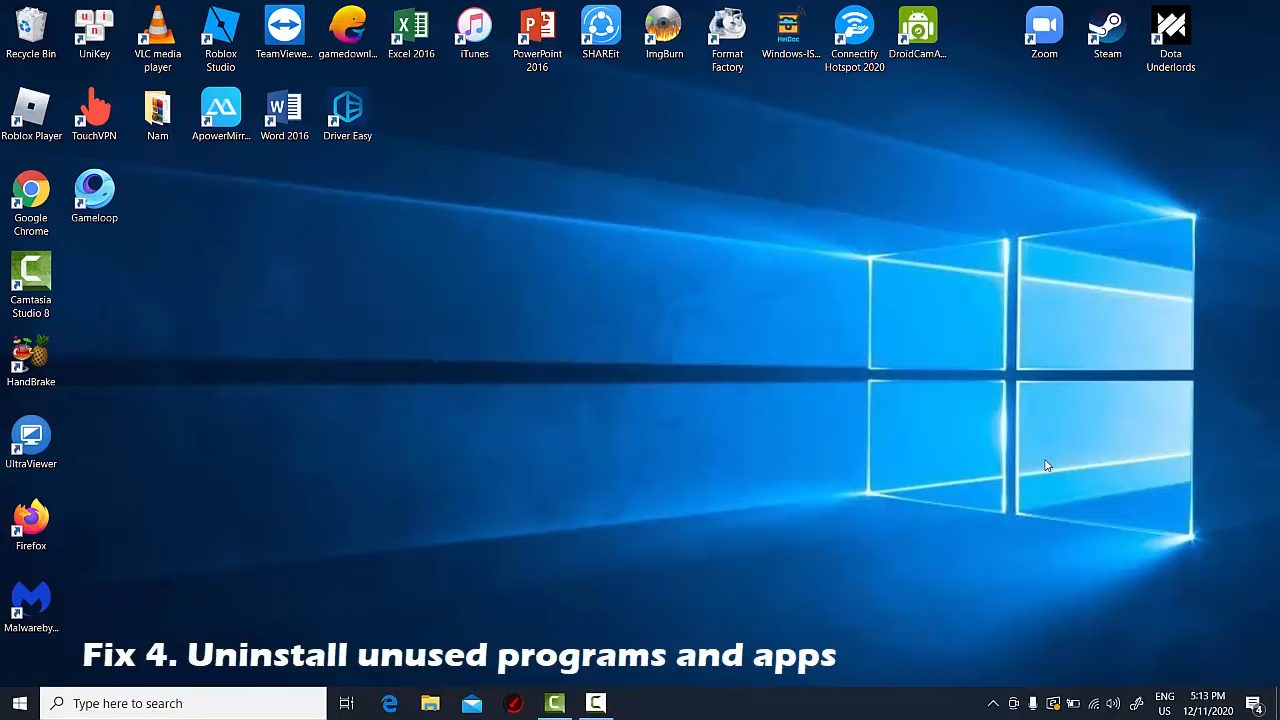 Recycle Bin
UniKey
VLC media
player
Roblox
Studio
TeamViewe...
gamedownl...
Excel 2016
iTunes
PowerPoint
2016
SHAREit
ImgBurn
Format
Factory
Windows-IS...
Connectify
Hotspot 2020
DroidCamA...
Zoom
Steam
Dota
Underlords
Roblox Player
TouchVPN
Nam
ApowerMirr...
Word 2016
Driver Easy
Google
Chrome
Gameloop
Camtasia
Studio 8
HandBrake
UltraViewer
Firefox
Malwareby...
Fix 4. Uninstall unused programs and apps
Type here to search
ENG
US
5:13 PM
12/11/2020
4